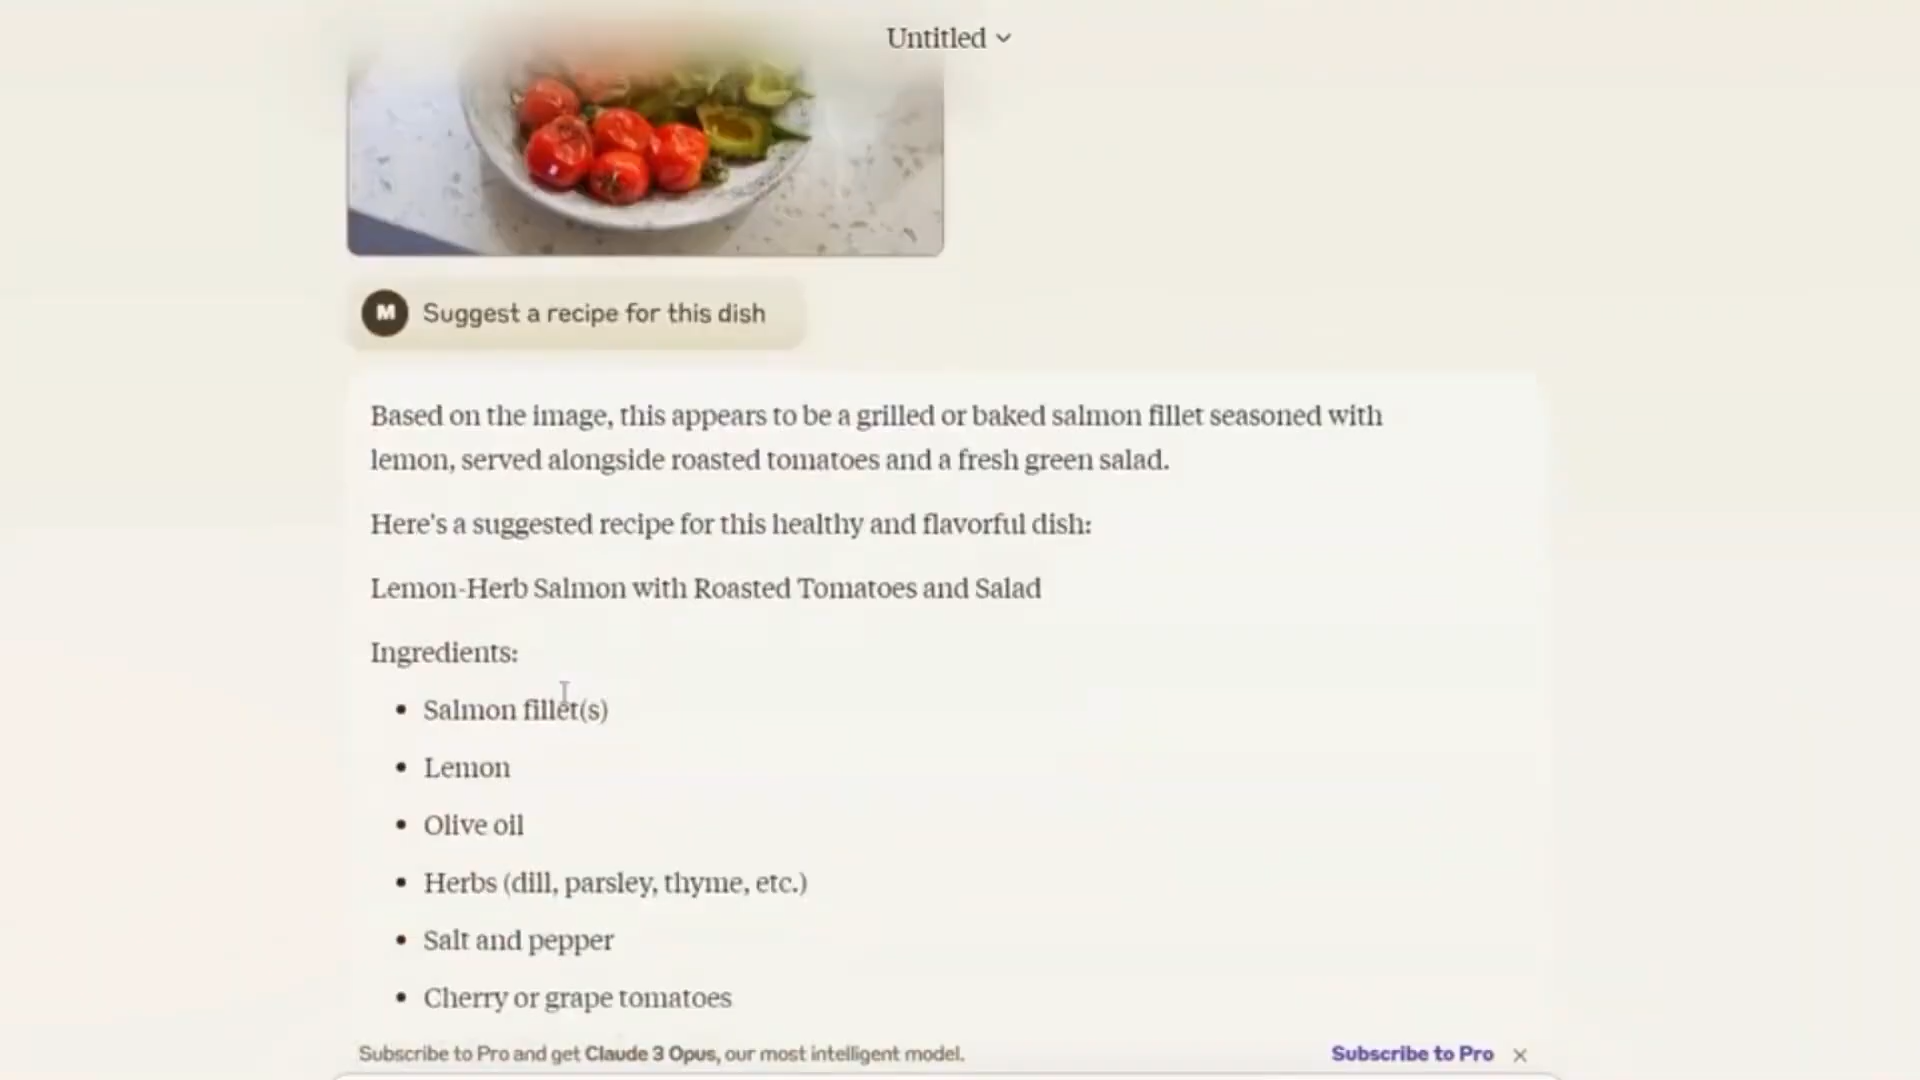 Untitled
M Suggest a recipe for this dish
Based on the image, this appears to be a grilled or baked salmon fillet seasoned with
lemon, served alongside roasted tomatoes and a fresh green salad.
Here's a suggested recipe for this healthy and flavorful dish:
Lemon-Herb Salmon with Roasted Tomatoes and Salad
Ingredients:
• Salmon fillet(s)
• Lemon
• Olive oil
• Herbs (dill, parsley, thyme, etc.)
• Salt and pepper
• Cherry or grape tomatoes
Subscribe to Pro and get Claude 3 Opus, our most intelligent model. Subscribe to Pro ×